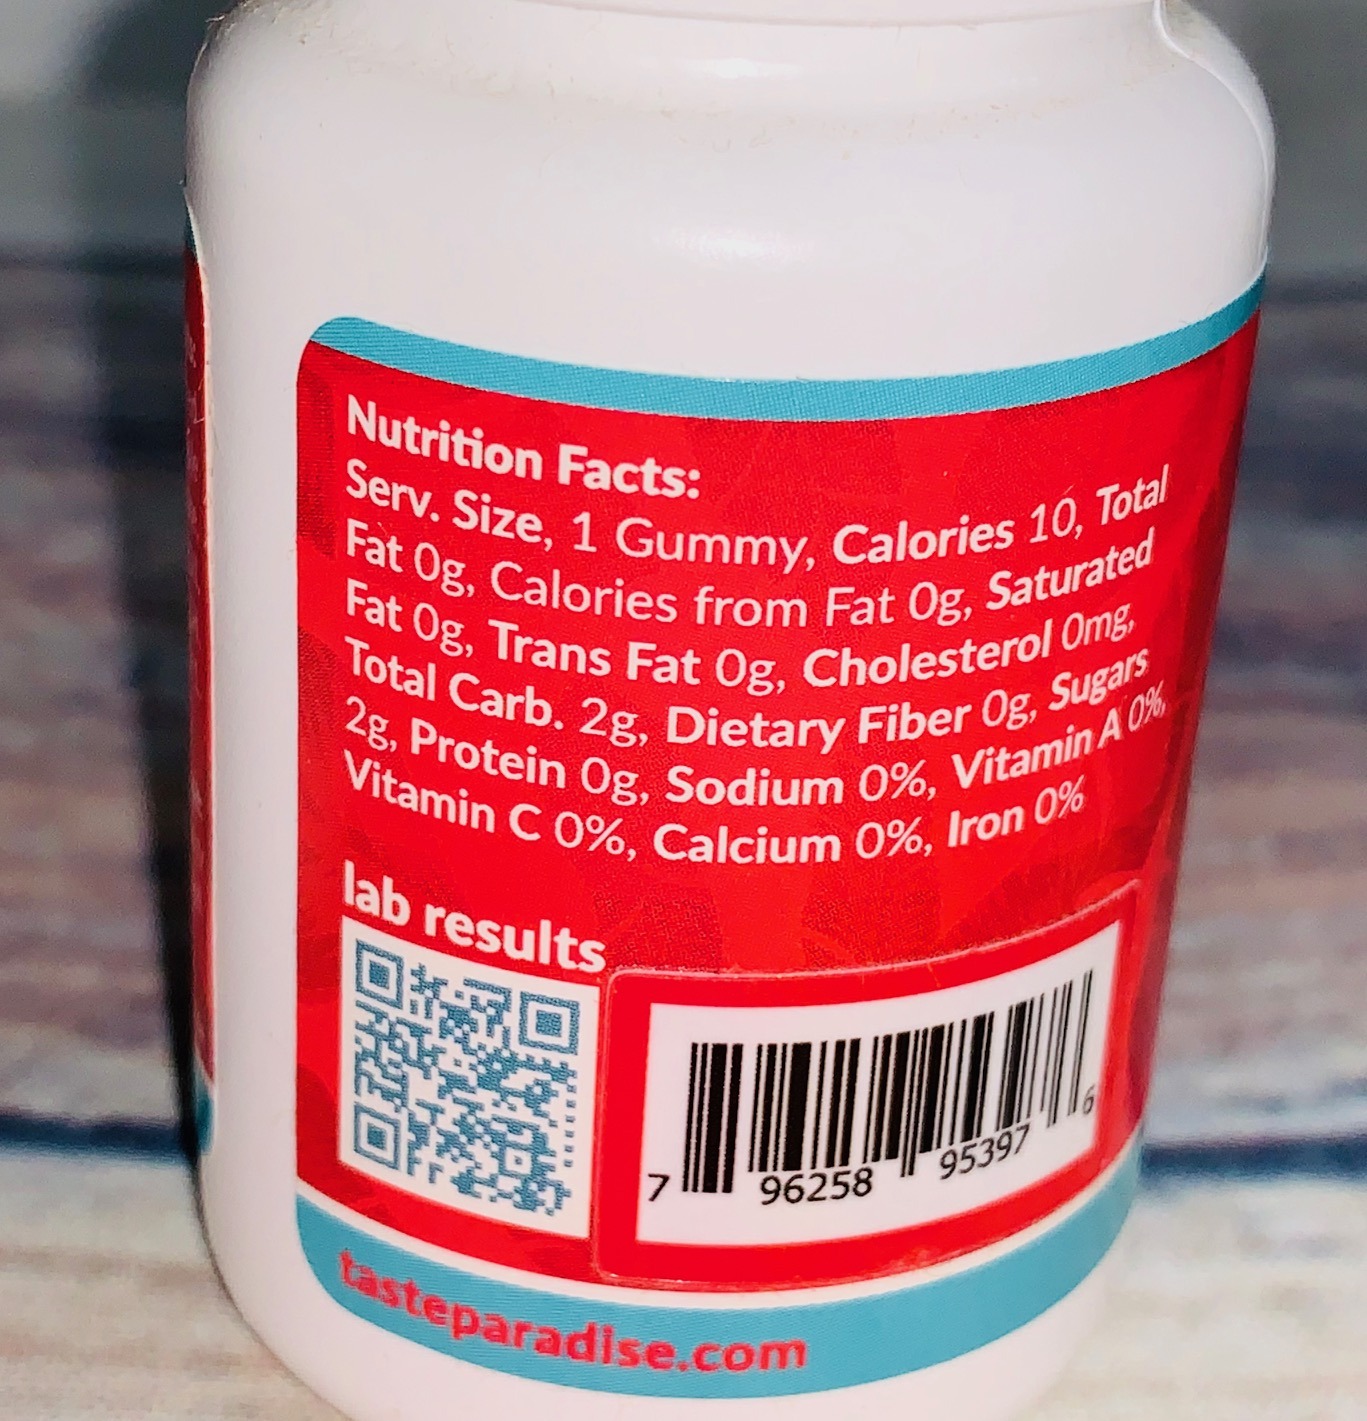 Nutrition Facts:
Serv. Size, 1 Gummy, Calories 10, Total
Fat 0g, Calories from Fat 0g, Saturated
Fat 0g, Trans Fat 0g, Cholesterol 0mg,
Total Carb. 2g, Dietary Fiber 0g, Sugars
2g, Protein 0g, Sodium 0%, Vitamin A 0%,
Vitamin C 0%, Calcium 0%, Iron 0%
lab results
7 96258 95397 6
tasteparadise.com